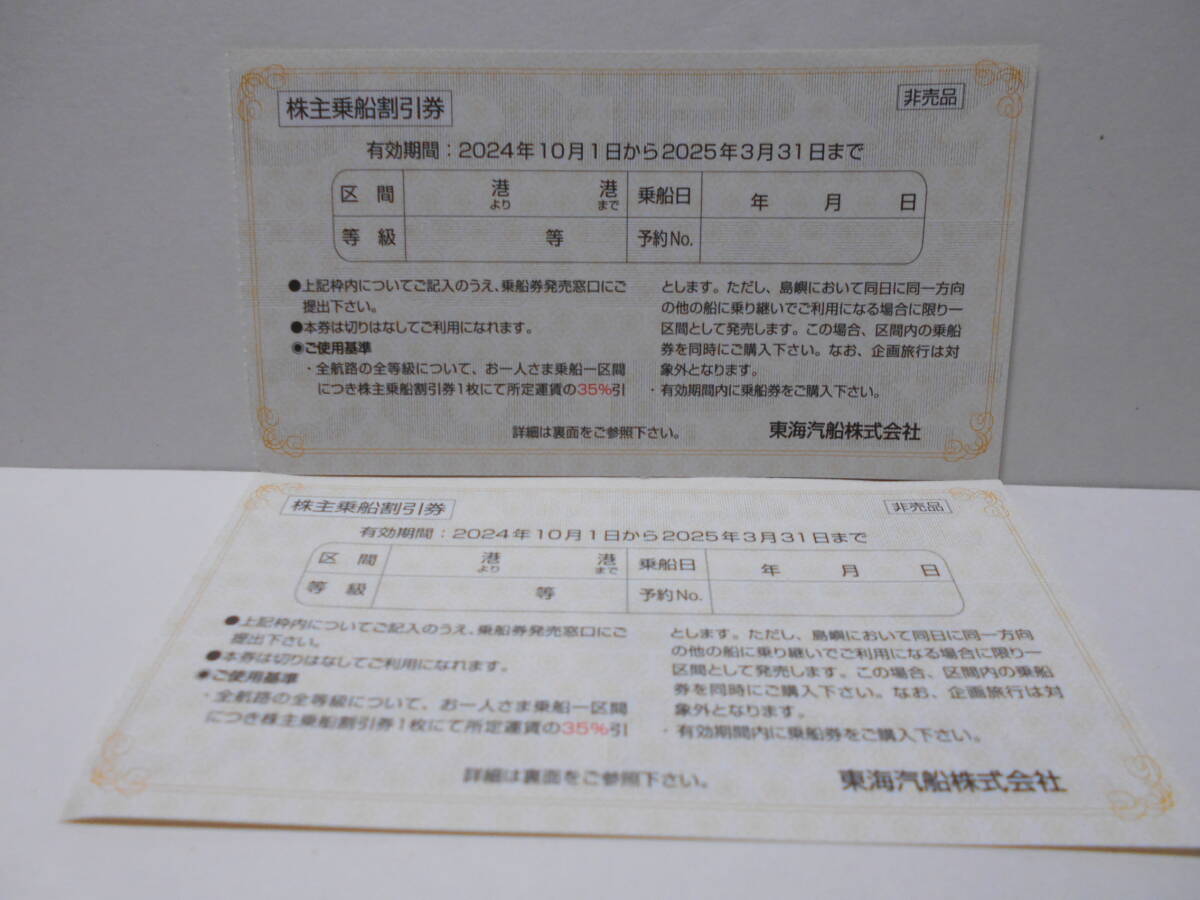 株主乗船割引券
非売品
有効期間：2024年10月1日から2025年3月31日まで
区 間 港より 港まで 乗船日 年 月 日
等 級 等 予約No.
●上記枠内についてご記入のうえ、乗船券発売窓口にご
提出下さい。
●本券は切りはなしてご利用になれます。
◉ご使用基準
・全航路の全等級について、お一人さま乗船一区間
につき株主乗船割引券1枚にて所定運賃の35%引
とします。ただし、島嶼において同日に同一方向
の他の船に乗り継いでご利用になる場合に限り一
区間として発売します。この場合、区間内の乗船
券を同時にご購入下さい。なお、企画旅行は対
象外となります。
・有効期間内に乗船券をご購入下さい。
詳細は裏面をご参照下さい。
東海汽船株式会社
株主乗船割引券
非売品
有効期間：2024年10月1日から2025年3月31日まで
区 間 港より 港まで 乗船日 年 月 日
等 級 等 予約No.
●上記枠内についてご記入のうえ、乗船券発売窓口にご
提出下さい。
●本券は切りはなしてご利用になれます。
◉ご使用基準
・全航路の全等級について、お一人さま乗船一区間
につき株主乗船割引券1枚にて所定運賃の35%引
とします。ただし、島嶼において同日に同一方向
の他の船に乗り継いでご利用になる場合に限り一
区間として発売します。この場合、区間内の乗船
券を同時にご購入下さい。なお、企画旅行は対
象外となります。
・有効期間内に乗船券をご購入下さい。
詳細は裏面をご参照下さい。
東海汽船株式会社